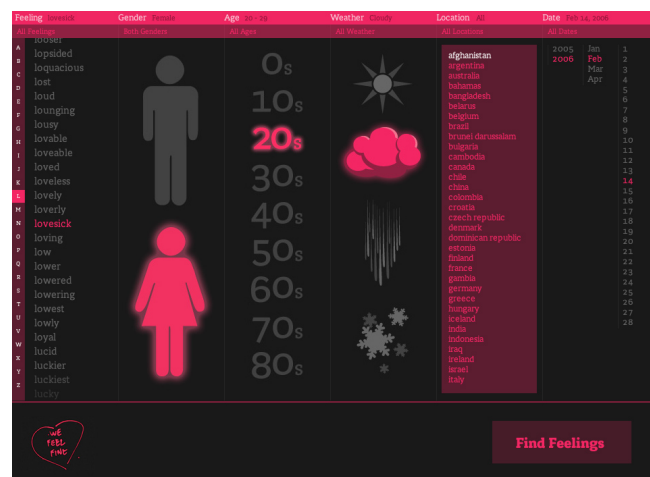 Feeling lovesick
Gender Female
Age 20 - 29
Weather Cloudy
Location All
Date Feb 14, 2006
All Feelings
Both Genders
All Ages
All Weather
All Locations
All Dates
A
B
C
D
E
F
G
H
I
J
K
L
M
N
O
P
Q
R
S
T
U
V
W
X
Y
Z
looser
lopsided
loquacious
lost
loud
lounging
lousy
lovable
loveable
loved
loveless
lovely
loverly
lovesick
loving
low
lower
lowered
lowering
lowest
lowly
loyal
lucid
luckier
luckiest
lucky
0s
10s
20s
30s
40s
50s
60s
70s
80s
afghanistan
argentina
australia
bahamas
bangladesh
belarus
belgium
brazil
brunei darussalam
bulgaria
cambodia
canada
chile
china
colombia
croatia
czech republic
denmark
dominican republic
estonia
finland
france
gambia
germany
greece
hungary
iceland
india
indonesia
iraq
ireland
israel
italy
2005
2006
Jan
Feb
Mar
Apr
1
2
3
4
5
6
7
8
9
10
11
12
13
14
15
16
17
18
19
20
21
22
23
24
25
26
27
28
WE
FEEL
FINE
Find Feelings